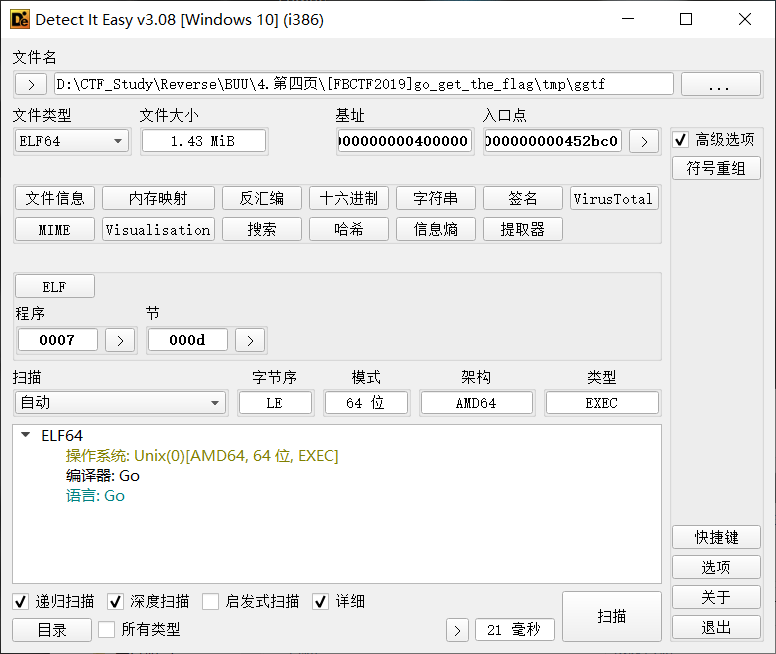 Detect It Easy v3.08 [Windows 10] (i386)
文件名
> D:\CTF_Study\Reverse\BUU\4.第四页\[FBCTF2019]go_get_the_flag\tmp\ggtf ...
文件类型 文件大小 基址 入口点
ELF64 1.43 MiB 000000000400000 000000000452bc0 > 高级选项
符号重组
文件信息 内存映射 反汇编 十六进制 字符串 签名 VirusTotal
MIME Visualisation 搜索 哈希 信息熵 提取器
ELF
程序 节
0007 > 000d >
扫描 字节序 模式 架构 类型
自动 LE 64 位 AMD64 EXEC
ELF64
操作系统: Unix(0)[AMD64, 64 位, EXEC]
编译器: Go
语言: Go
快捷键
选项
递归扫描 深度扫描 启发式扫描 详细 扫描 关于
目录 所有类型 > 21 毫秒 退出